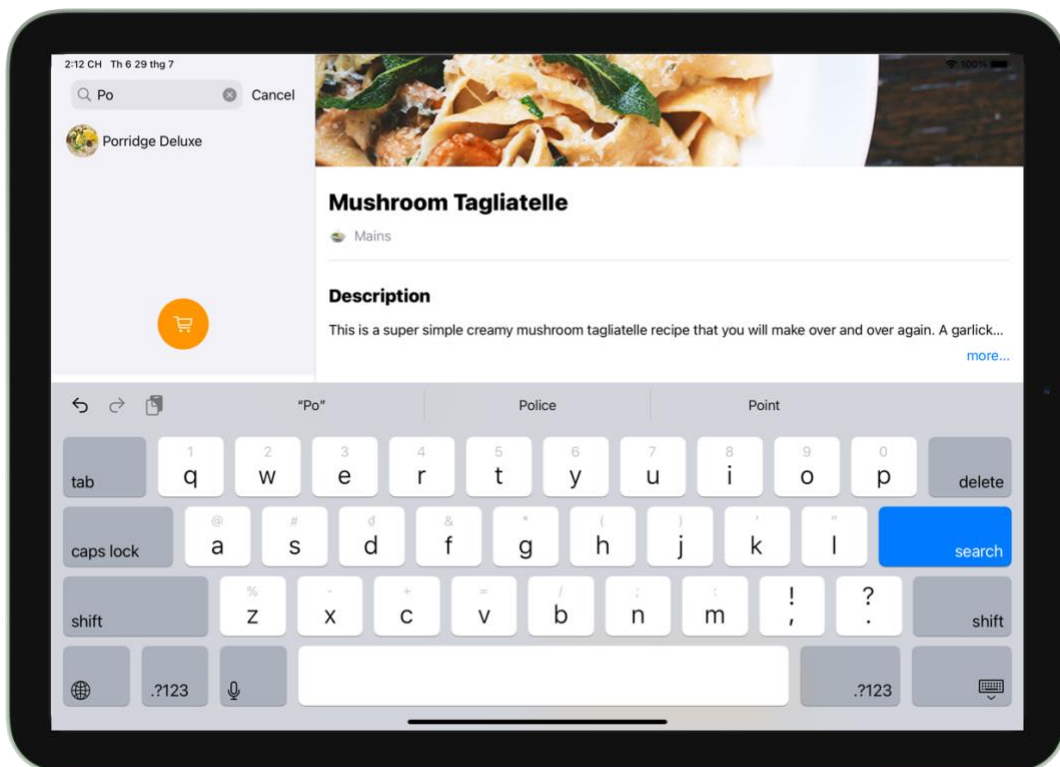 2:12 CH Th 6 29 thg 7
100%
Po
Cancel
Porridge Deluxe
Mushroom Tagliatelle
Mains
Description
This is a super simple creamy mushroom tagliatelle recipe that you will make over and over again. A garlick...
more...
“Po” Police Point
1 2 3 4 5 6 7 8 9 0
tab q w e r t y u i o p delete
@ # đ & * ( ) ' "
caps lock a s d f g h j k l search
% - + = / ; : ! ?
shift z x c v b n m , . shift
.?123 .?123